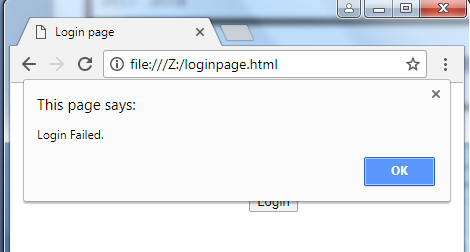 Login page
file:///Z:/loginpage.html
This page says:
Login Failed.
OK
Login